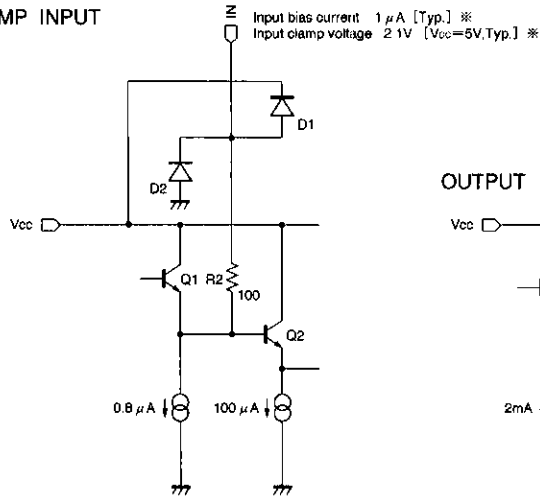 MP INPUT
IN
Input bias current 1 μA [Typ.] ※
Input clamp voltage 2 1V [Vcc=5V,Typ.] ※
D1
D2
OUTPUT
Vcc
Vcc
Q1
R2
100
Q2
0.8 μA
100 μA
2mA